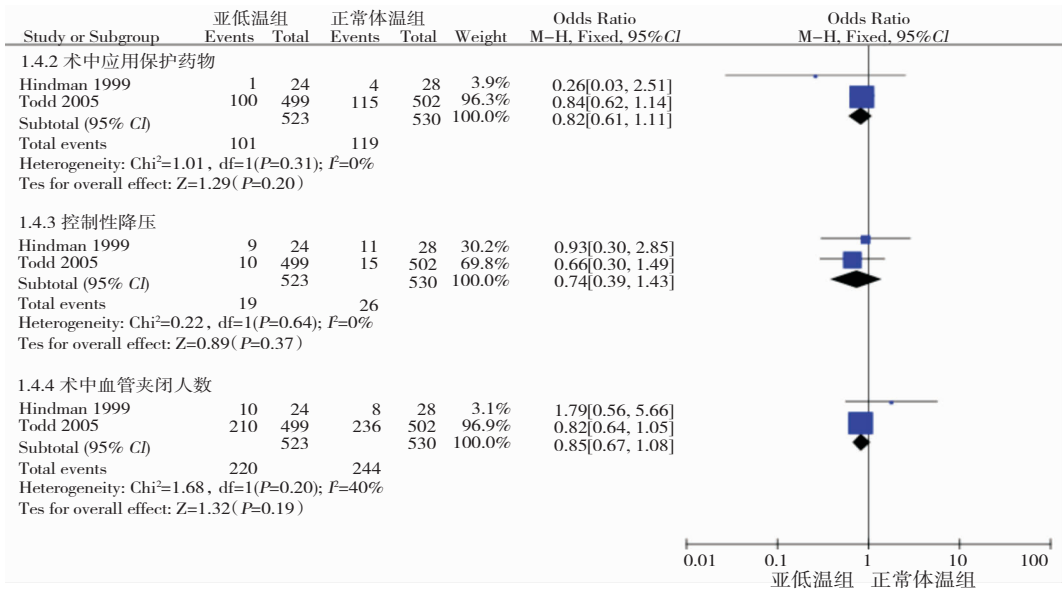 亚低温组 正常体温组 Odds Ratio Odds Ratio
Study or Subgroup Events Total Events Total Weight M-H, Fixed, 95%CI M-H, Fixed, 95%CI
1.4.2 术中应用保护药物
Hindman 1999 1 24 4 28 3.9% 0.26[0.03, 2.51]
Todd 2005 100 499 115 502 96.3% 0.84[0.62, 1.14]
Subtotal (95% CI) 523 530 100.0% 0.82[0.61, 1.11]
Total events 101 119
Heterogeneity: Chi²=1.01, df=1(P=0.31); I²=0%
Tes for overall effect: Z=1.29(P=0.20)
1.4.3 控制性降压
Hindman 1999 9 24 11 28 30.2% 0.93[0.30, 2.85]
Todd 2005 10 499 15 502 69.8% 0.66[0.30, 1.49]
Subtotal (95% CI) 523 530 100.0% 0.74[0.39, 1.43]
Total events 19 26
Heterogeneity: Chi²=0.22, df=1(P=0.64); I²=0%
Tes for overall effect: Z=0.89(P=0.37)
1.4.4 术中血管夹闭人数
Hindman 1999 10 24 8 28 3.1% 1.79[0.56, 5.66]
Todd 2005 210 499 236 502 96.9% 0.82[0.64, 1.05]
Subtotal (95% CI) 523 530 100.0% 0.85[0.67, 1.08]
Total events 220 244
Heterogeneity: Chi²=1.68, df=1(P=0.20); I²=40%
Tes for overall effect: Z=1.32(P=0.19)
0.01 0.1 1 10 100
亚低温组 正常体温组